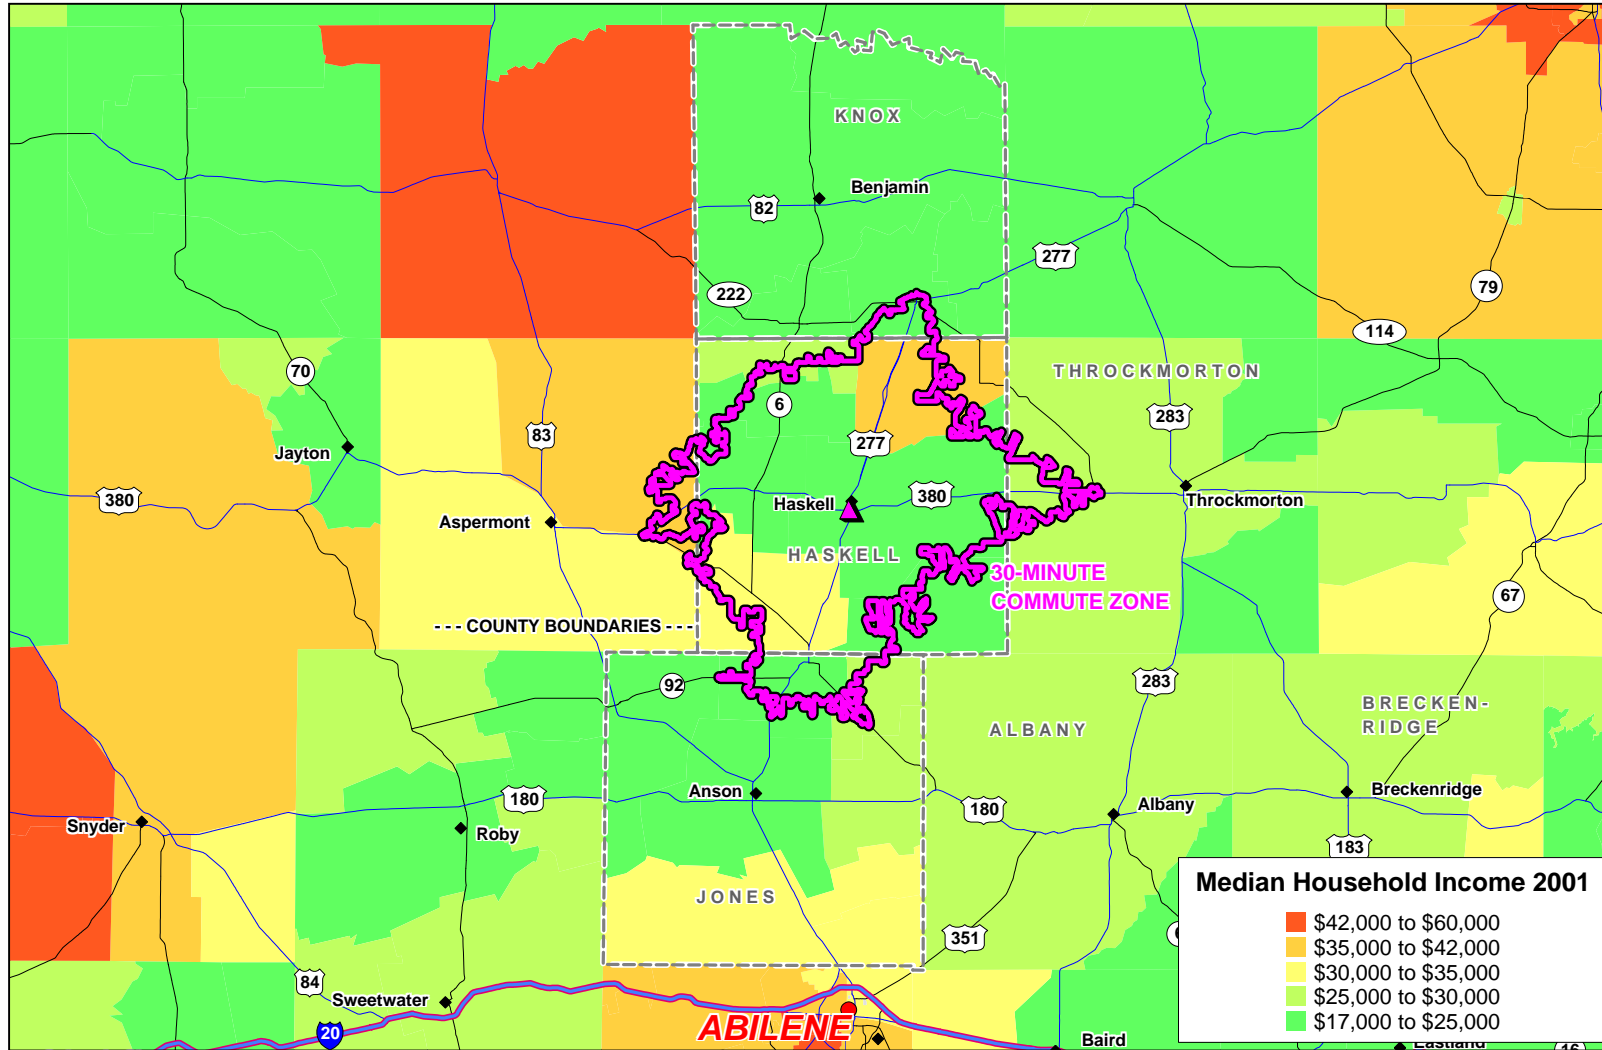 KNOX
Benjamin
82
277
222
79
114
70
THROCKMORTON
6
83
283
277
Jayton
380
Haskell
380
Throckmorton
Aspermont
HASKELL
30-MINUTE
COMMUTE ZONE
67
--- COUNTY BOUNDARIES ---
92
283
BRECKEN-
RIDGE
ALBANY
Anson
180
180
Albany
Breckenridge
Snyder
Roby
183
JONES
351
84
Sweetwater
20
ABILENE
Baird
Eastland
16
Median Household Income 2001
$42,000 to $60,000
$35,000 to $42,000
$30,000 to $35,000
$25,000 to $30,000
$17,000 to $25,000